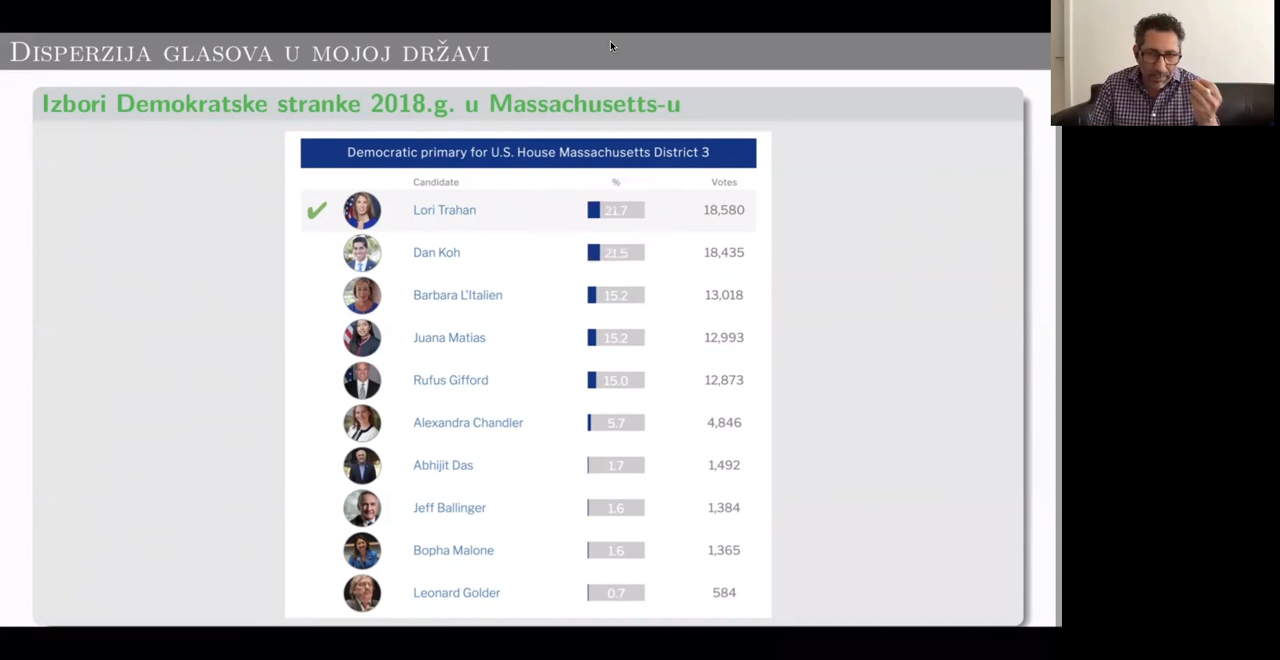 Disperzija glasova u mojoj državi
Izbori Demokratske stranke 2018.g. u Massachusetts-u
Democratic primary for U.S. House Massachusetts District 3
Candidate % Votes
Lori Trahan 21.7 18,580
Dan Koh 21.5 18,435
Barbara L'Italien 15.2 13,018
Juana Matias 15.2 12,993
Rufus Gifford 15.0 12,873
Alexandra Chandler 5.7 4,846
Abhijit Das 1.7 1,492
Jeff Ballinger 1.6 1,384
Bopha Malone 1.6 1,365
Leonard Golder 0.7 584